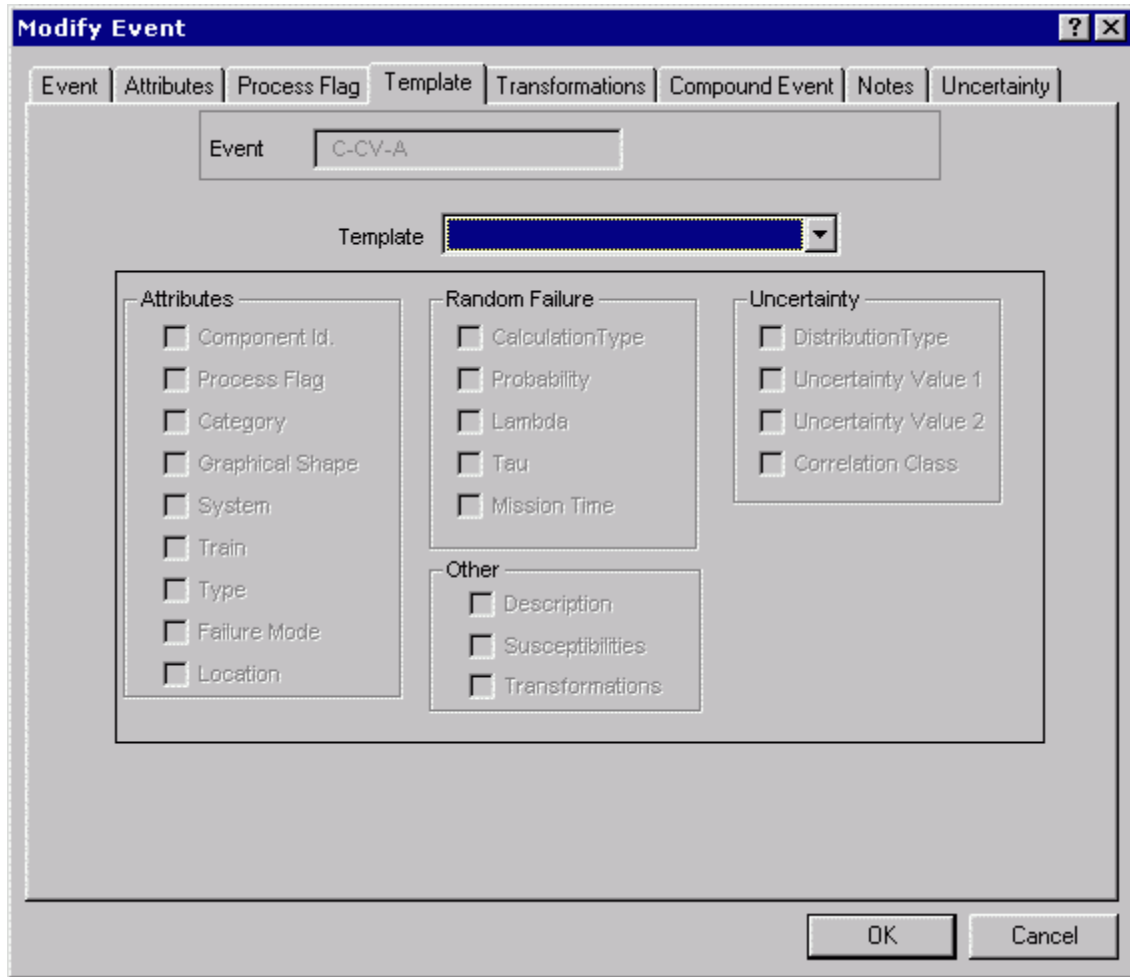 Modify Event
Event Attributes Process Flag Template Transformations Compound Event Notes Uncertainty
Event C-CV-A
Template
Attributes
Component Id.
Process Flag
Category
Graphical Shape
System
Train
Type
Failure Mode
Location
Random Failure
CalculationType
Probability
Lambda
Tau
Mission Time
Other
Description
Susceptibilities
Transformations
Uncertainty
DistributionType
Uncertainty Value 1
Uncertainty Value 2
Correlation Class
OK Cancel